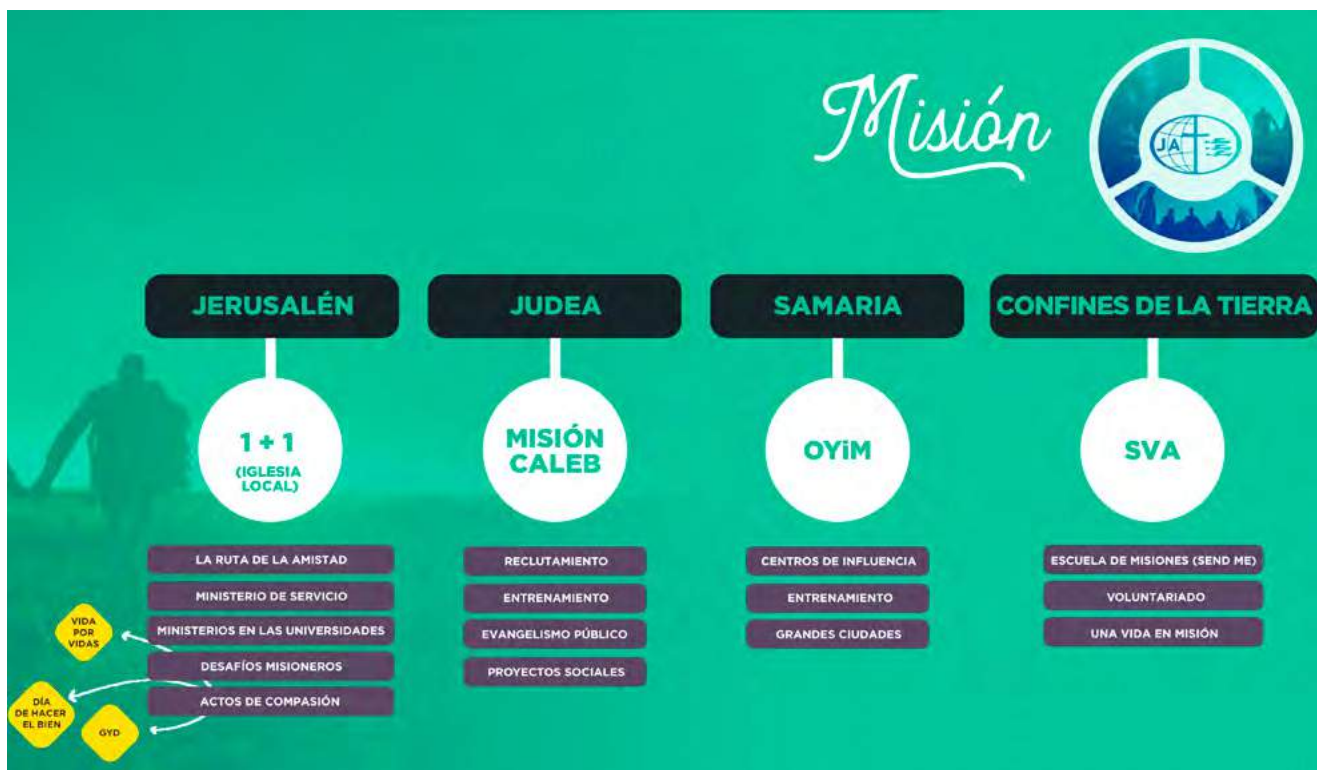 Misión
JA
JERUSALÉN
1 + 1
(IGLESIA
LOCAL)
LA RUTA DE LA AMISTAD
MINISTERIO DE SERVICIO
MINISTERIOS EN LAS UNIVERSIDADES
DESAFÍOS MISIONEROS
ACTOS DE COMPASIÓN
VIDA
POR
VIDAS
DÍA
DE HACER
EL BIEN
GYD
JUDEA
MISIÓN
CALEB
RECLUTAMIENTO
ENTRENAMIENTO
EVANGELISMO PÚBLICO
PROYECTOS SOCIALES
SAMARIA
OYiM
CENTROS DE INFLUENCIA
ENTRENAMIENTO
GRANDES CIUDADES
CONFINES DE LA TIERRA
SVA
ESCUELA DE MISIONES (SEND ME)
VOLUNTARIADO
UNA VIDA EN MISIÓN